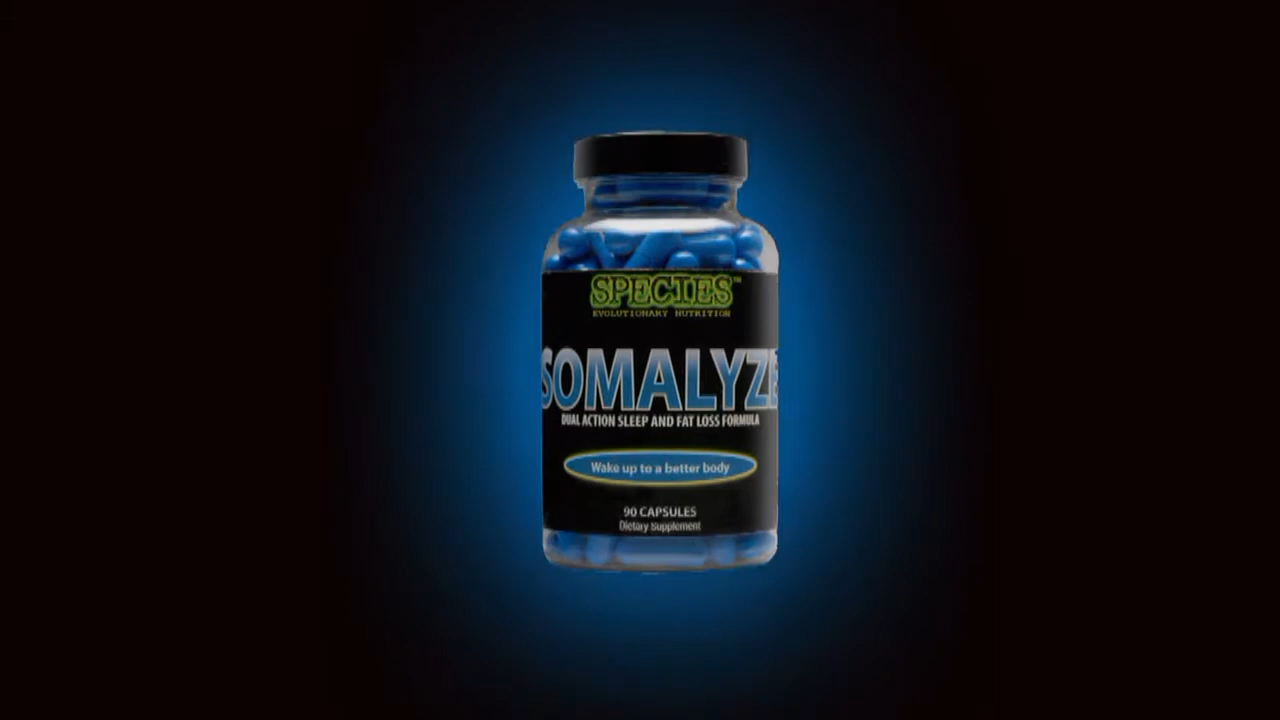 SPECIES™
EVOLUTIONARY NUTRITION
SOMALYZE
DUAL ACTION SLEEP AND FAT LOSS FORMULA
Wake up to a better body
90 CAPSULES
Dietary Supplement